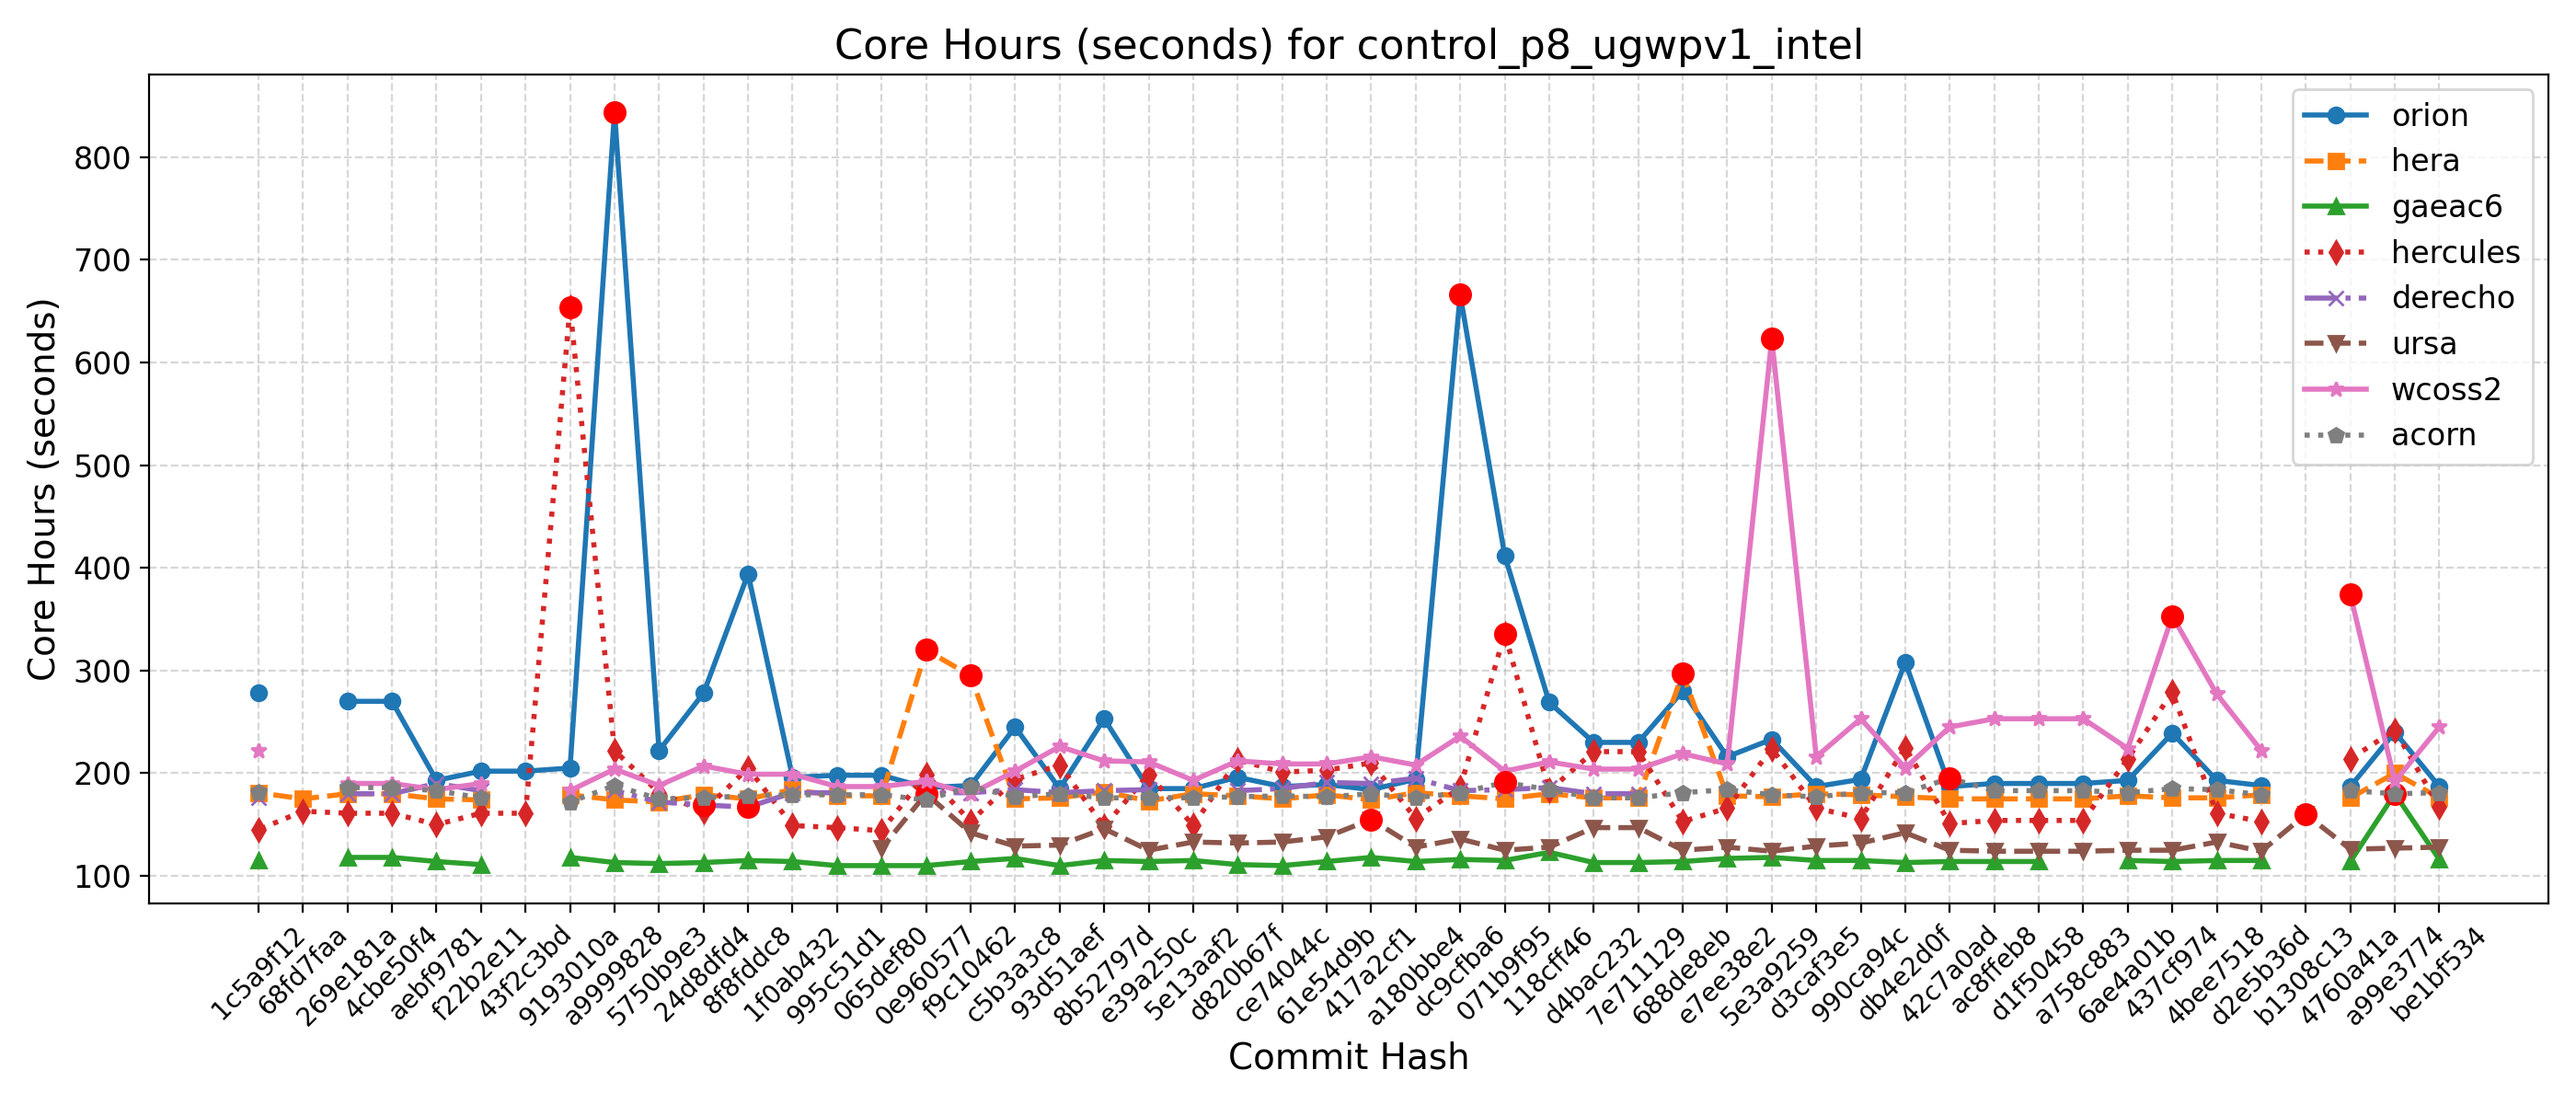 Core Hours (seconds) for control_p8_ugwpv1_intel
Core Hours (seconds)
800
700
600
500
400
300
200
100
orion
hera
gaeac6
hercules
derecho
ursa
wcoss2
acorn
1c5a9f12
68fd7faa
269e181a
4cbe50f4
aebf9781
f22b2e11
43f2c3bd
9193010a
a9999828
5750b9e3
24d8dfd4
8f8fddc8
1f0ab432
995c51d1
065def80
0e960577
f9c10462
c5b3a3c8
93d51aef
8b52797d
e39a250c
5e13aaf2
d820b67f
ce74044c
61e54d9b
417a2cf1
a180bbe4
dc9cfba6
071b9f95
118cff46
d4bac232
7e711129
688de8eb
e7ee38e2
5e3a9259
d3caf3e5
990ca94c
db4e2d0f
42c7a0ad
ac8ffeb8
d1f50458
a758c883
6ae4a01b
437cf974
4bee7518
d2e5b36d
b1308c13
4760a41a
a99e3774
be1bf534
Commit Hash